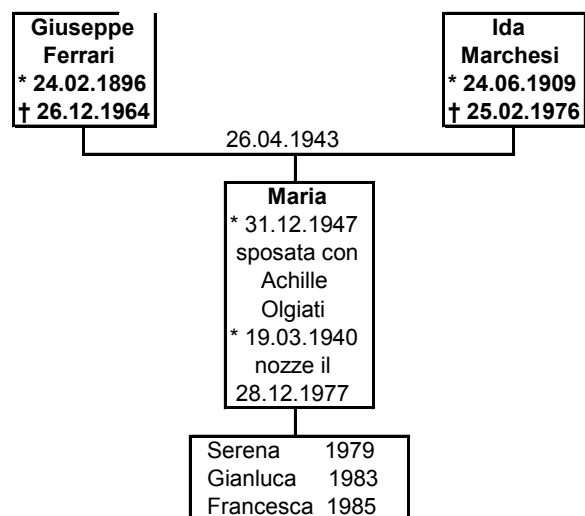 Giuseppe
Ferrari
* 24.02.1896
† 26.12.1964
Ida
Marchesi
* 24.06.1909
† 25.02.1976
26.04.1943
Maria
* 31.12.1947
sposata con
Achille
Olgiati
* 19.03.1940
nozze il
28.12.1977
Serena 1979
Gianluca 1983
Francesca 1985